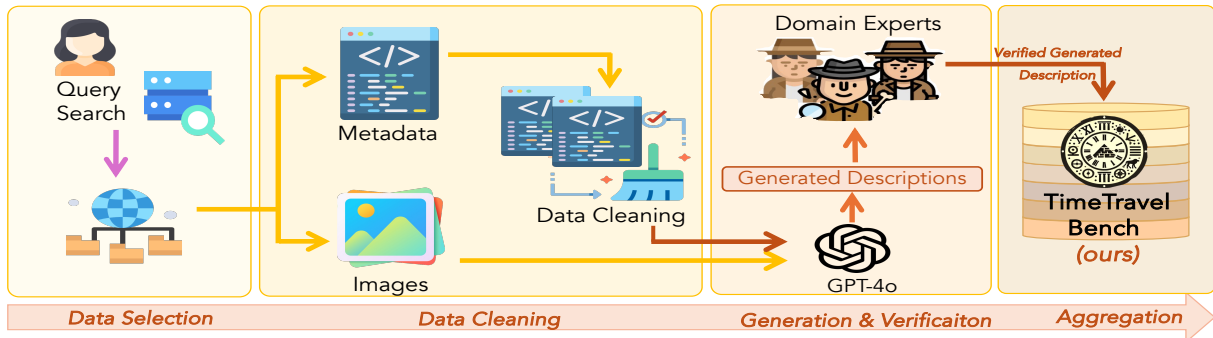 Query
Search
Metadata
Images
Data Cleaning
Domain Experts
Generated Descriptions
GPT-4o
Verified Generated
Description
TimeTravel
Bench
(ours)
Data Selection
Data Cleaning
Generation & Verificaiton
Aggregation